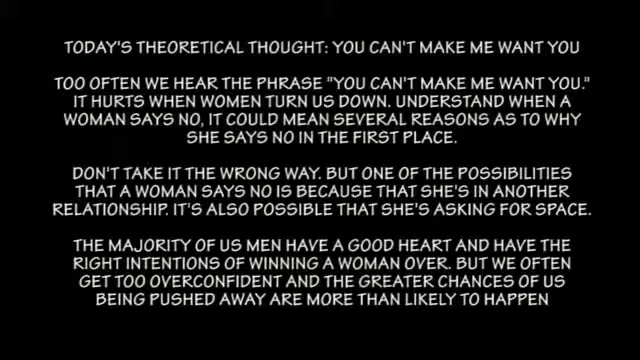 TODAY'S THEORETICAL THOUGHT: YOU CAN'T MAKE ME WANT YOU
TOO OFTEN WE HEAR THE PHRASE "YOU CAN'T MAKE ME WANT YOU."
IT HURTS WHEN WOMEN TURN US DOWN. UNDERSTAND WHEN A
WOMAN SAYS NO, IT COULD MEAN SEVERAL REASONS AS TO WHY
SHE SAYS NO IN THE FIRST PLACE.
DON'T TAKE IT THE WRONG WAY. BUT ONE OF THE POSSIBILITIES
THAT A WOMAN SAYS NO IS BECAUSE THAT SHE'S IN ANOTHER
RELATIONSHIP. IT'S ALSO POSSIBLE THAT SHE'S ASKING FOR SPACE.
THE MAJORITY OF US MEN HAVE A GOOD HEART AND HAVE THE
RIGHT INTENTIONS OF WINNING A WOMAN OVER. BUT WE OFTEN
GET TOO OVERCONFIDENT AND THE GREATER CHANCES OF US
BEING PUSHED AWAY ARE MORE THAN LIKELY TO HAPPEN